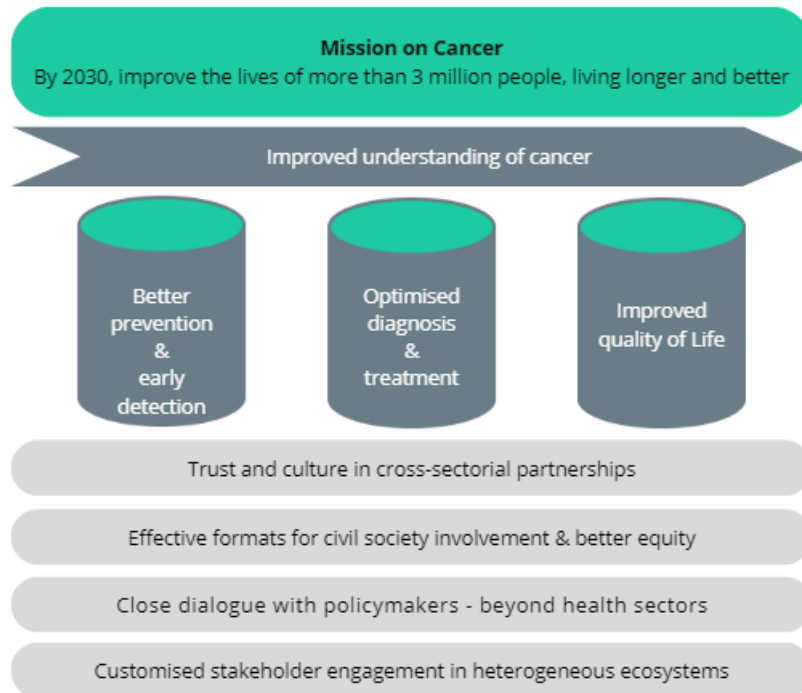 Mission on Cancer
By 2030, improve the lives of more than 3 million people, living longer and better
Improved understanding of cancer
Better
prevention
&
early
detection
Optimised
diagnosis
&
treatment
Improved
quality of Life
Trust and culture in cross-sectorial partnerships
Effective formats for civil society involvement & better equity
Close dialogue with policymakers - beyond health sectors
Customised stakeholder engagement in heterogeneous ecosystems